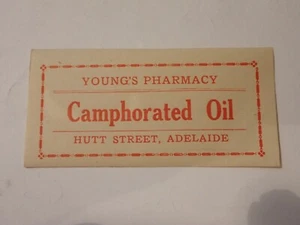 YOUNG'S PHARMACY
Camphorated Oil
HUTT STREET, ADELAIDE